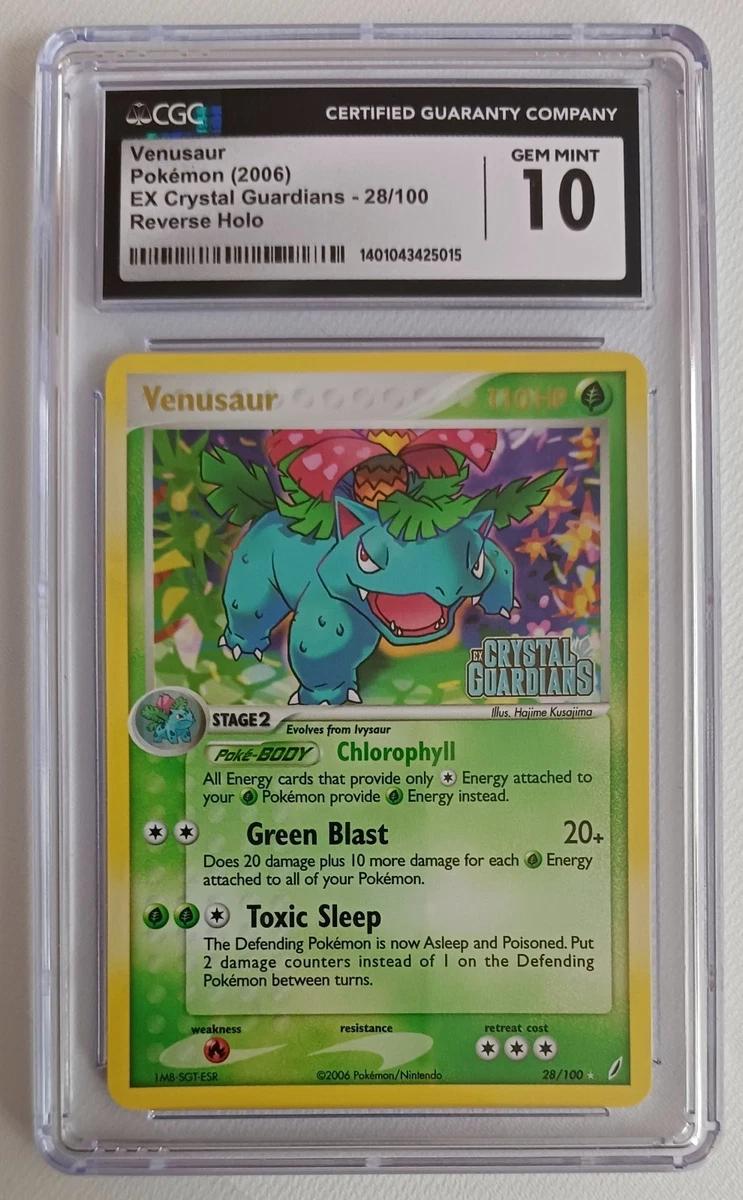 CGC
CERTIFIED GUARANTY COMPANY
Venusaur
Pokémon (2006)
EX Crystal Guardians - 28/100
Reverse Holo
1401043425015
GEM MINT
10
Venusaur
110 HP
EX CRYSTAL
GUARDIANS
Illus. Hajime Kusajima
STAGE2
Evolves from Ivysaur
Poké-BODY Chlorophyll
All Energy cards that provide only Energy attached to
your Pokémon provide Energy instead.
Green Blast 20+
Does 20 damage plus 10 more damage for each Energy
attached to all of your Pokémon.
Toxic Sleep
The Defending Pokémon is now Asleep and Poisoned. Put
2 damage counters instead of 1 on the Defending
Pokémon between turns.
weakness resistance retreat cost
1MB-SGT-ESR ©2006 Pokémon/Nintendo 28/100 ★